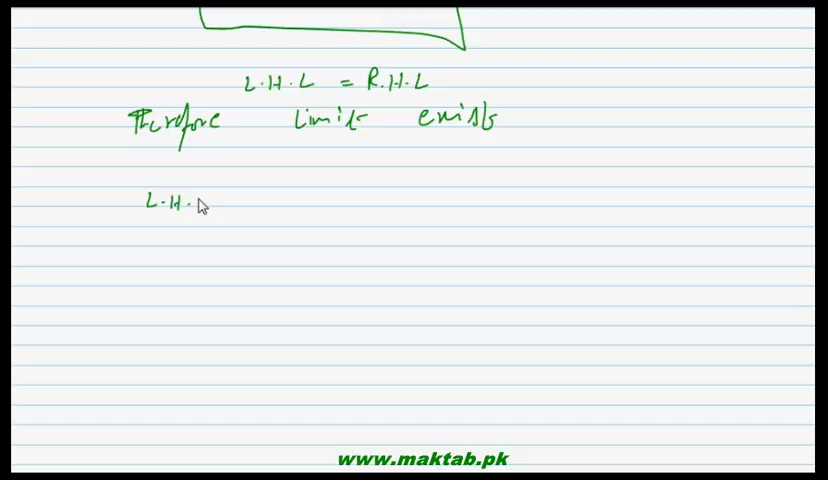 L.H.L = R.H.L
Therefore limit exists
L.H.
www.maktab.pk